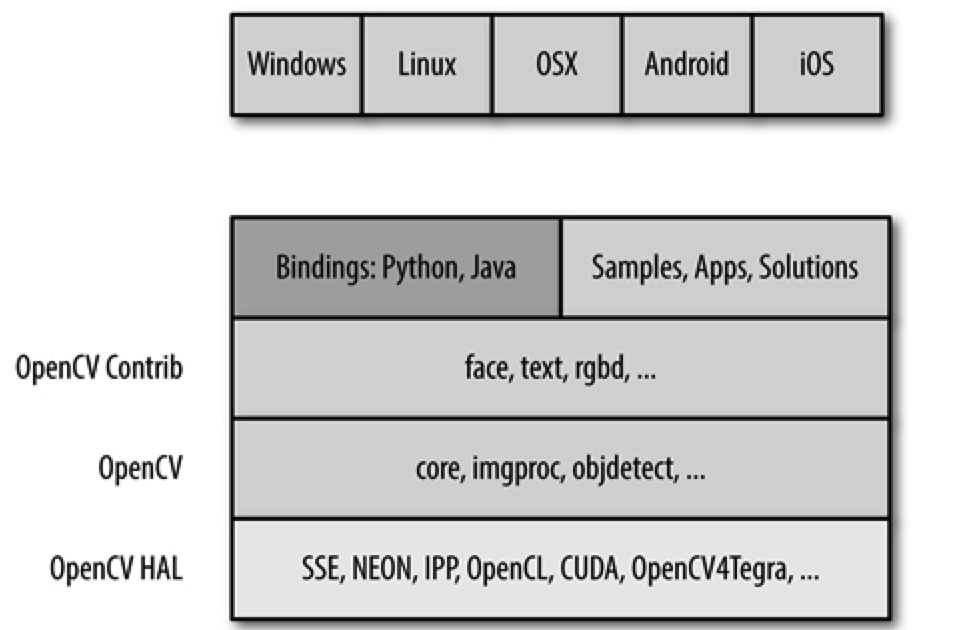 Windows Linux OSX Android iOS
Bindings: Python, Java Samples, Apps, Solutions
OpenCV Contrib face, text, rgbd, ...
OpenCV core, imgproc, objdetect, ...
OpenCV HAL SSE, NEON, IPP, OpenCL, CUDA, OpenCV4Tegra, ...